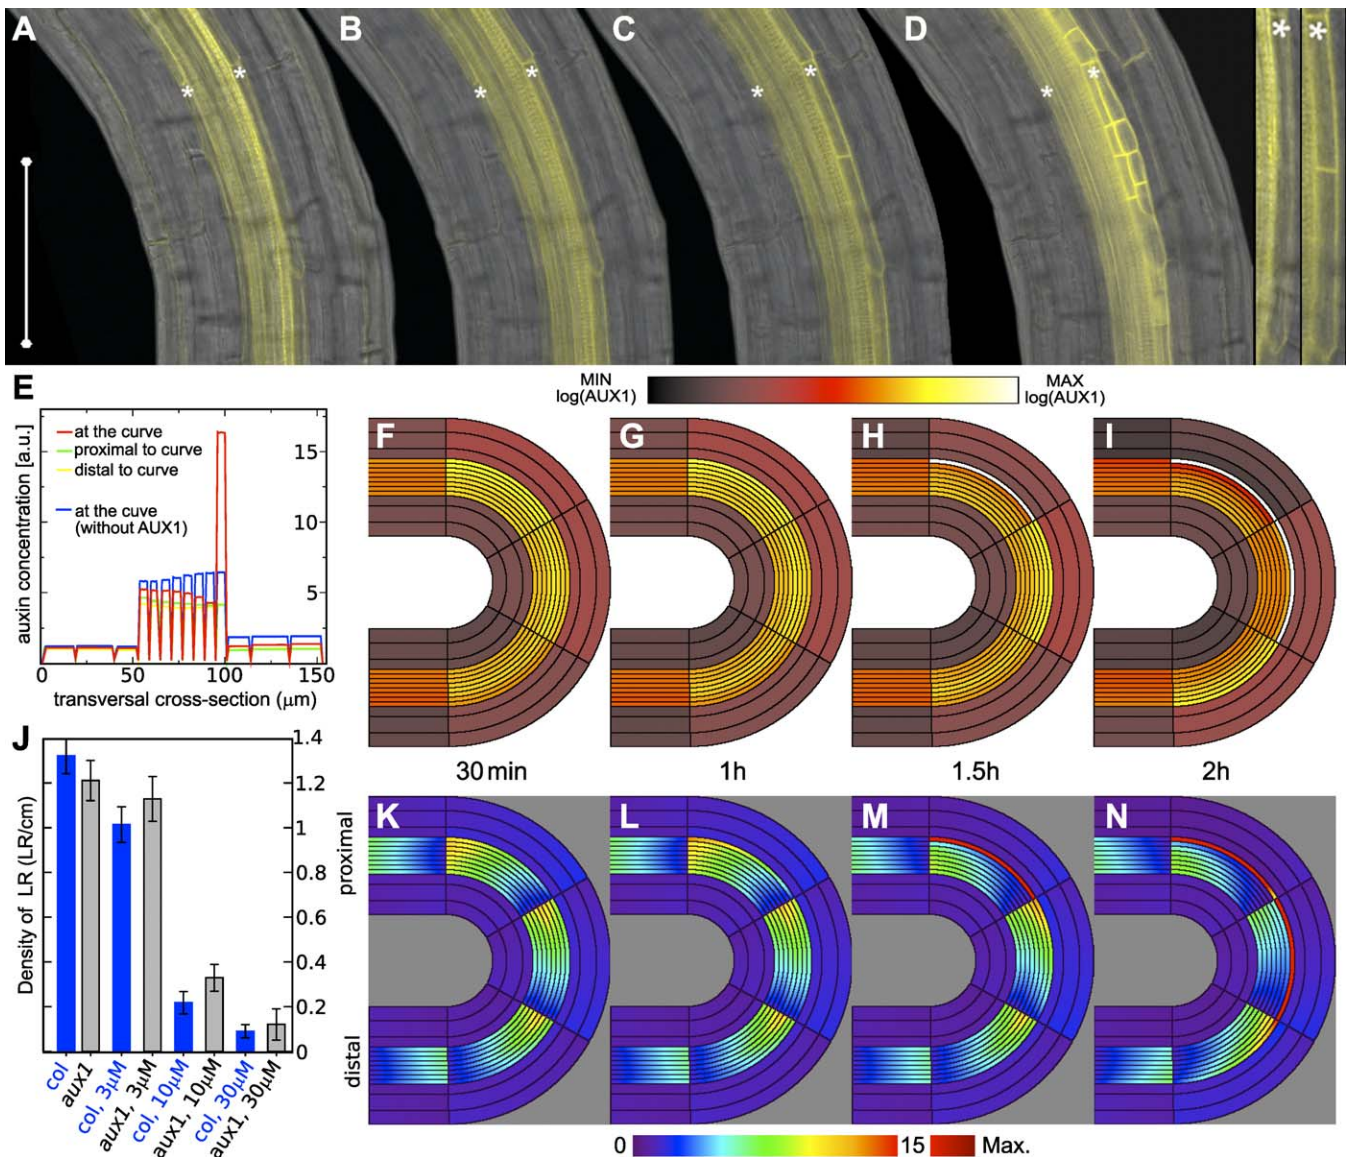 A B C D
* * * * * * * * * *
E
MIN
log(AUX1)
MAX
log(AUX1)
auxin concentration [a.u.]
at the curve
proximal to curve
distal to curve
at the cuve
(without AUX1)
15
10
5
0 50 100 150
transversal cross-section (μm)
F G H I
30 min 1h 1.5h 2h
J
Density of LR (LR/cm)
1.4
1.2
1
0.8
0.6
0.4
0.2
0
col
aux1
col, 3μM
aux1, 3μM
col, 10μM
aux1, 10μM
col, 30μM
aux1, 30μM
proximal
distal
K L M N
0 15 Max.